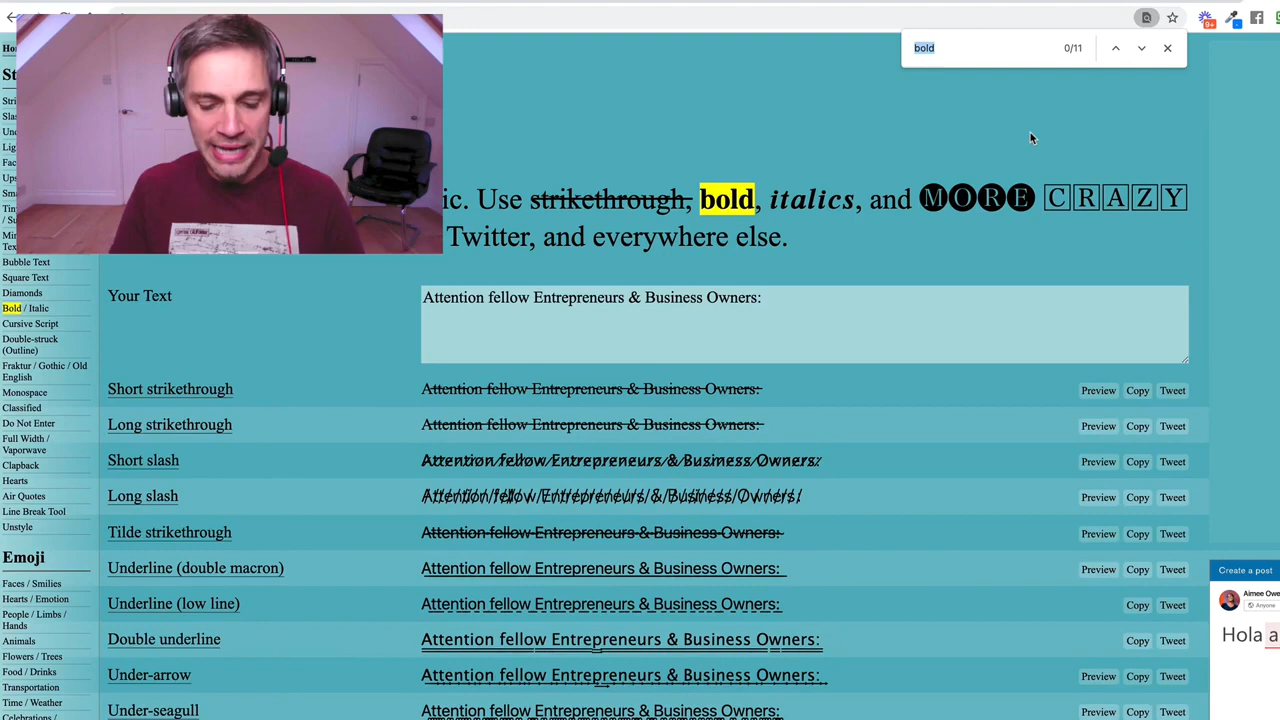 bold 0/11
9+
ic. Use strikethrough, bold, italics, and MORE CRAZY
Twitter, and everywhere else.
Bubble Text
Square Text
Diamonds
Bold / Italic
Cursive Script
Double-struck
(Outline)
Fraktur / Gothic / Old
English
Monospace
Classified
Do Not Enter
Full Width /
Vaporwave
Clapback
Hearts
Air Quotes
Line Break Tool
Unstyle
Emoji
Faces / Smilies
Hearts / Emotion
People / Limbs /
Hands
Animals
Flowers / Trees
Food / Drinks
Transportation
Time / Weather
Celebrations /
Your Text
Attention fellow Entrepreneurs & Business Owners:
Short strikethrough Attention fellow Entrepreneurs & Business Owners: Preview Copy Tweet
Long strikethrough Attention fellow Entrepreneurs & Business Owners: Preview Copy Tweet
Short slash Attention fellow Entrepreneurs & Business Owners: Preview Copy Tweet
Long slash Attention fellow Entrepreneurs & Business Owners: Preview Copy Tweet
Tilde strikethrough Attention fellow Entrepreneurs & Business Owners: Preview Copy Tweet
Underline (double macron) Attention fellow Entrepreneurs & Business Owners: Preview Copy Tweet
Underline (low line) Attention fellow Entrepreneurs & Business Owners: Copy Tweet
Double underline Attention fellow Entrepreneurs & Business Owners: Copy Tweet
Under-arrow Attention fellow Entrepreneurs & Business Owners: Preview Copy Tweet
Under-seagull Attention fellow Entrepreneurs & Business Owners: Preview Copy Tweet
Create a post
Aimee Owe
Anyone
Hola a